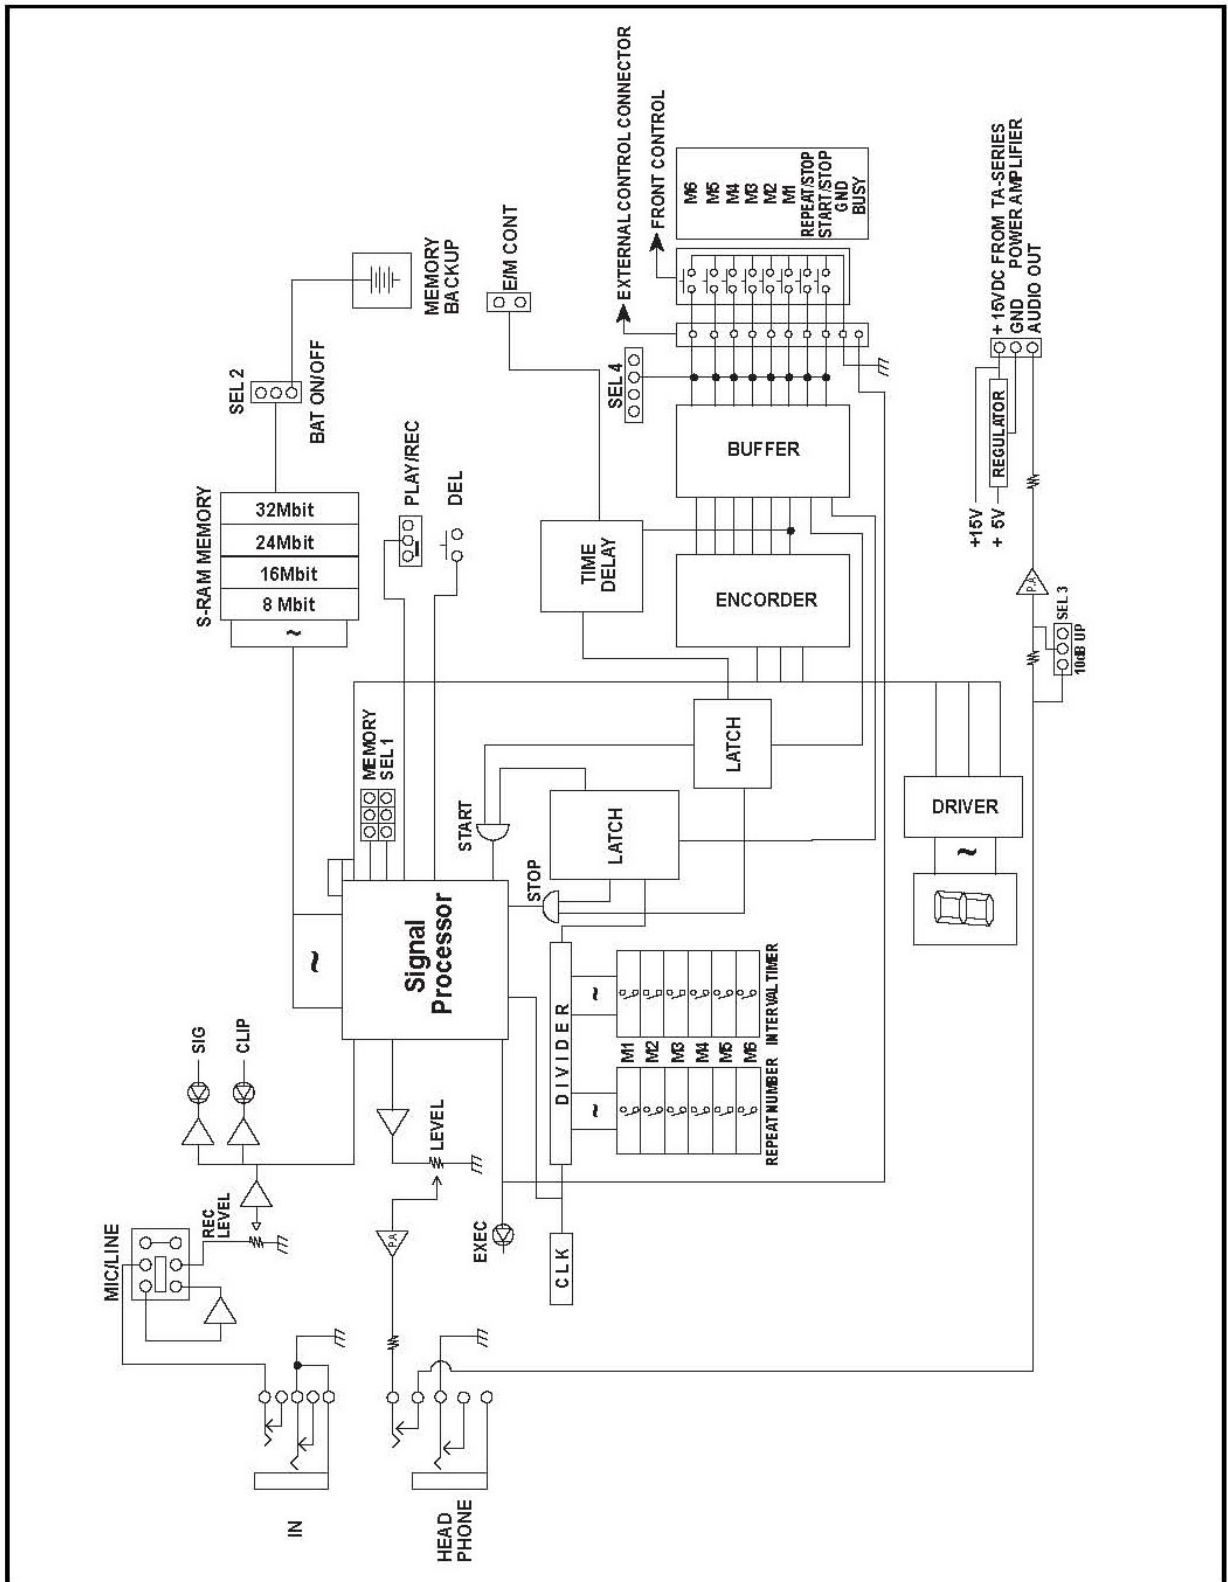 IN
HEAD
PHONE
MIC/LINE
REC
LEVEL
SIG
CLIP
PA
LEVEL
EXEC
CLK
~
Signal
Processor
DIVIDER
~
~
M1
M2
M3
M4
M5
M6
REPEAT NUMBER
INTERVAL TIMER
STOP
START
MEMORY
SEL 1
LATCH
LATCH
S-RAM MEMORY
32Mbit
24Mbit
16Mbit
8 Mbit
~
SEL 2
BAT ON/OFF
MEMORY
BACKUP
PLAY/REC
DEL
E/M CONT
TIME
DELAY
ENCORDER
BUFFER
SEL 4
EXTERNAL CONTROL CONNECTOR
FRONT CONTROL
M6
M5
M4
M3
M2
M1
REPEAT/STOP
START/STOP
GND
BUSY
DRIVER
~
SEL 3
10dB UP
P.A
+15V
+ 5V
REGULATOR
+ 15VDC FROM TA-SERIES
GND POWER AMPLIFIER
AUDIO OUT